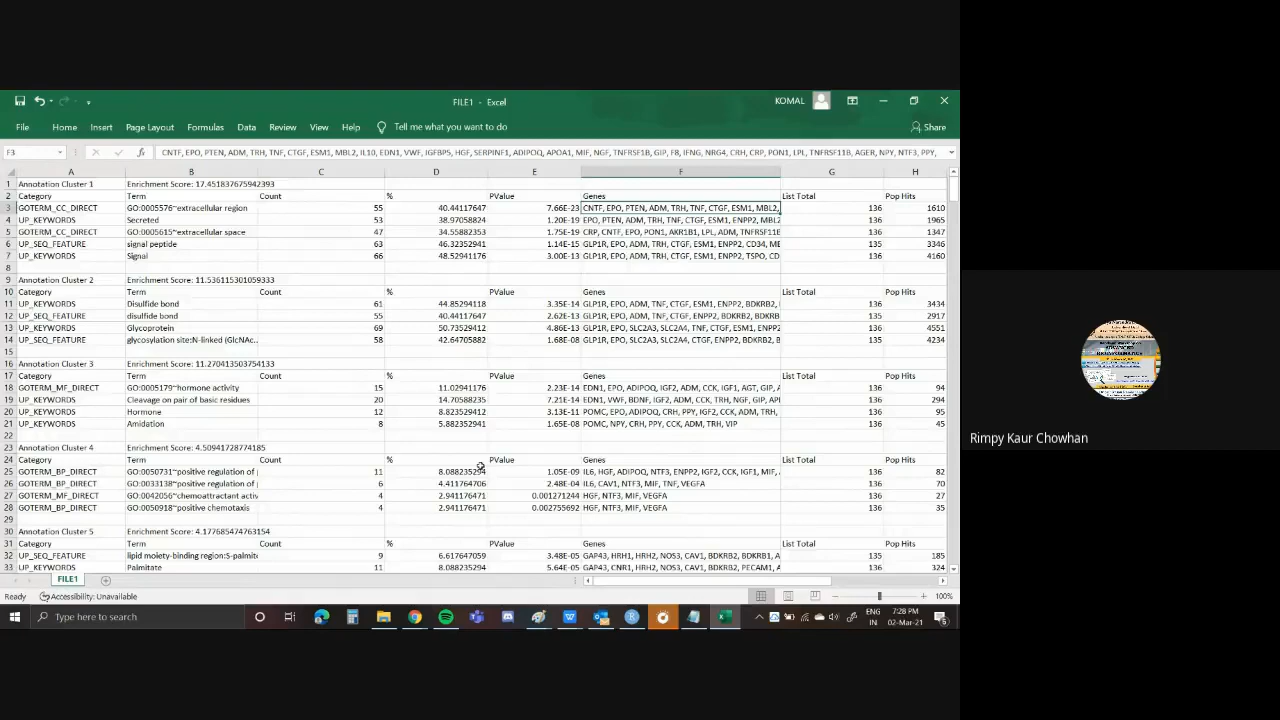 FILE1 - Excel
KOMAL
File Home Insert Page Layout Formulas Data Review View Help Tell me what you want to do Share
F3 fx CNTF, EPO, PTEN, ADM, TRH, TNF, CTGF, ESM1, MBL2, IL10, EDN1, VWF, IGFBP5, HGF, SERPINF1, ADIPOQ, APOA1, MIF, NGF, TNFRSF1B, GIP, F8, IFNG, NRG4, CRH, CRP, PON1, LPL, TNFRSF11B, AGER, NPY, NTF3, PPY,
A B C D E F G H
1 Annotation Cluster 1 Enrichment Score: 17.451837675942393
2 Category Term Count % PValue Genes List Total Pop Hits
3 GOTERM_CC_DIRECT GO:0005576~extracellular region 55 40.44117647 7.66E-23 CNTF, EPO, PTEN, ADM, TRH, TNF, CTGF, ESM1, MBL2, 136 1610
4 UP_KEYWORDS Secreted 53 38.97058824 1.20E-19 EPO, PTEN, ADM, TRH, TNF, CTGF, ESM1, ENPP2, MBL2 136 1965
5 GOTERM_CC_DIRECT GO:0005615~extracellular space 47 34.55882353 1.75E-19 CRP, CNTF, EPO, PON1, AKR1B1, LPL, ADM, TNFRSF11B 136 1347
6 UP_SEQ_FEATURE signal peptide 63 46.32352941 1.14E-15 GLP1R, EPO, ADM, TRH, CTGF, ESM1, ENPP2, CD34, ME 135 3346
7 UP_KEYWORDS Signal 66 48.52941176 3.00E-13 GLP1R, EPO, ADM, TRH, CTGF, ESM1, ENPP2, TSPO, CD 136 4160
8
9 Annotation Cluster 2 Enrichment Score: 11.536115301059333
10 Category Term Count % PValue Genes List Total Pop Hits
11 UP_KEYWORDS Disulfide bond 61 44.85294118 3.35E-14 GLP1R, EPO, ADM, TNF, CTGF, ESM1, ENPP2, BDKRB2, 136 3434
12 UP_SEQ_FEATURE disulfide bond 55 40.44117647 2.62E-13 GLP1R, EPO, ADM, TNF, CTGF, ESM1, ENPP2, BDKRB2, 135 2917
13 UP_KEYWORDS Glycoprotein 69 50.73529412 4.86E-13 GLP1R, EPO, SLC2A3, SLC2A4, TNF, CTGF, ESM1, ENPP2 136 4551
14 UP_SEQ_FEATURE glycosylation site:N-linked (GlcNAc... 58 42.64705882 1.68E-08 GLP1R, EPO, SLC2A3, SLC2A4, CTGF, ESM1, ENPP2, BD 135 4234
15
16 Annotation Cluster 3 Enrichment Score: 11.270413503754133
17 Category Term Count % PValue Genes List Total Pop Hits
18 GOTERM_MF_DIRECT GO:0005179~hormone activity 15 11.02941176 2.23E-14 EDN1, EPO, ADIPOQ, IGF2, ADM, CCK, IGF1, AGT, GIP, 136 94
19 UP_KEYWORDS Cleavage on pair of basic residues 20 14.70588235 7.21E-14 EDN1, VWF, BDNF, IGF2, ADM, CCK, TRH, NGF, GIP, 136 294
20 UP_KEYWORDS Hormone 12 8.823529412 3.13E-11 POMC, EPO, ADIPOQ, CRH, PPY, IGF2, CCK, ADM, TRH, 136 95
21 UP_KEYWORDS Amidation 8 5.882352941 1.65E-08 POMC, NPY, CRH, PPY, CCK, ADM, TRH, VIP 136 45
22
23 Annotation Cluster 4 Enrichment Score: 4.50941728774185
24 Category Term Count % PValue Genes List Total Pop Hits
25 GOTERM_BP_DIRECT GO:0050731~positive regulation of 11 8.088235294 1.05E-09 IL6, HGF, ADIPOQ, NTF3, ENPP2, IGF2, CCK, IGF1, MIF, 136 82
26 GOTERM_BP_DIRECT GO:0033138~positive regulation of 6 4.411764706 2.48E-04 IL6, CAV1, NTF3, MIF, TNF, VEGFA 136 70
27 GOTERM_MF_DIRECT GO:0042056~chemoattractant activ 4 2.941176471 0.001271244 HGF, NTF3, MIF, VEGFA 136 27
28 GOTERM_BP_DIRECT GO:0050918~positive chemotaxis 4 2.941176471 0.002755692 HGF, NTF3, MIF, VEGFA 136 35
29
30 Annotation Cluster 5 Enrichment Score: 4.177685474763154
31 Category Term Count % PValue Genes List Total Pop Hits
32 UP_SEQ_FEATURE lipid moiety-binding region:S-palmit 9 6.617647059 3.48E-05 GAP43, HRH1, HRH2, NOS3, CAV1, BDKRB2, BDKRB1, A 135 185
33 UP_KEYWORDS Palmitate 11 8.088235294 5.64E-05 GAP43, CNR1, HRH2, NOS3, CAV1, BDKRB2, PECAM1, A 136 324
FILE1
Ready Accessibility: Unavailable 100%
Type here to search
ENG 7:28 PM
IN 02-Mar-21
Rimpy Kaur Chowhan